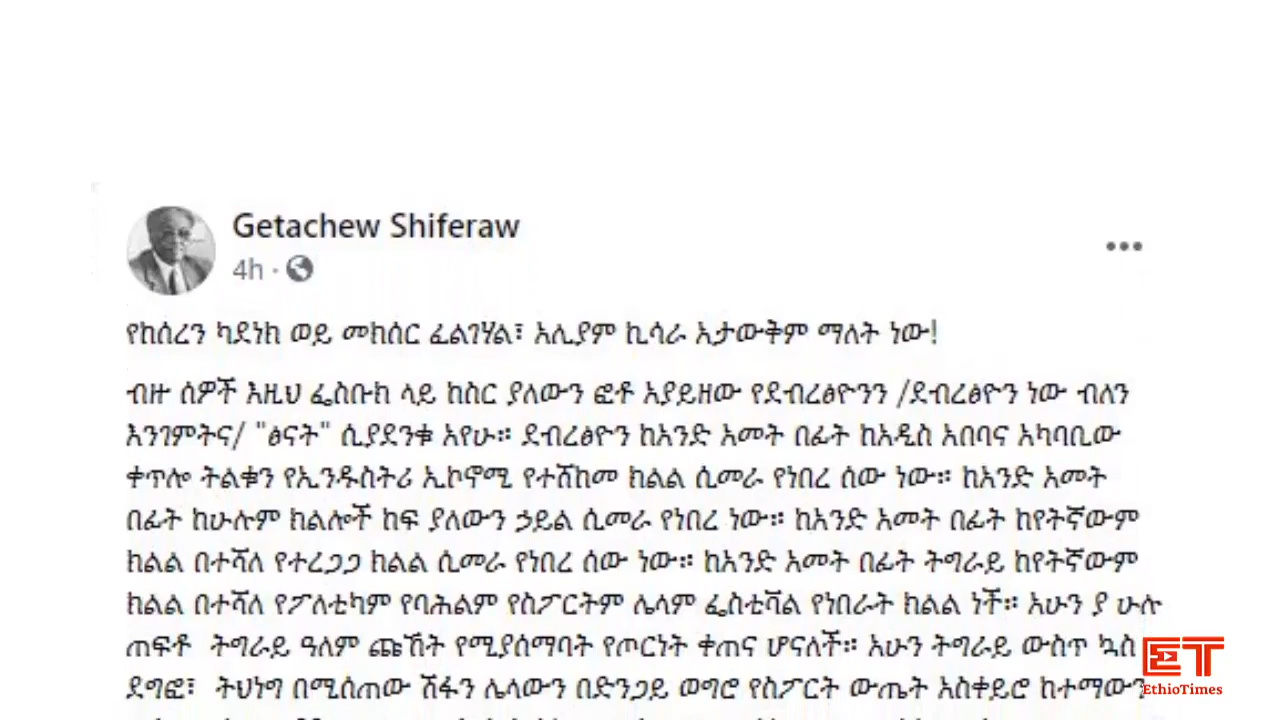 Getachew Shiferaw
4h ·
የከሰረን ካደነክ ወይ መክሰር ፈልገሃል፣ አሊያም ኪሳራ አታውቅም ማለት ነው!
ብዙ ሰዎች እዚህ ፌስቡክ ላይ ከስር ያለውን ፎቶ አያይዘው የደብረፅዮንን /ደብረፅዮን ነው ብለን
እንገምትና/ "ፅናት" ሲያደንቁ አየሁ። ደብረፅዮን ከአንድ አመት በፊት ከአዲስ አበባና አካባቢው
ቀጥሎ ትልቁን የኢንዱስትሪ ኢኮኖሚ የተሸከመ ክልል ሲመራ የነበረ ሰው ነው። ከአንድ አመት
በፊት ከሁሉም ክልሎች ከፍ ያለውን ኃይል ሲመራ የነበረ ነው። ከአንድ አመት በፊት ከየትኛውም
ክልል በተሻለ የተረጋጋ ክልል ሲመራ የነበረ ሰው ነው። ከአንድ አመት በፊት ትግራይ ከየትኛውም
ክልል በተሻለ የፖለቲካም የባሕልም የስፖርትም ሌላም ፌስቲቫል የነበራት ክልል ነች። አሁን ያ ሁሉ
ጠፍቶ ትግራይ ዓለም ጩኸት የሚያሰማባት የጦርነት ቀጠና ሆናለች። አሁን ትግራይ ውስጥ ኳስ
ደግፎ፣ ትህነግ በሚሰጠው ሽፋን ሌላውን በድንጋይ ወግሮ የስፖርት ውጤት አስቀይሮ ከተማውን
ET
EthioTimes